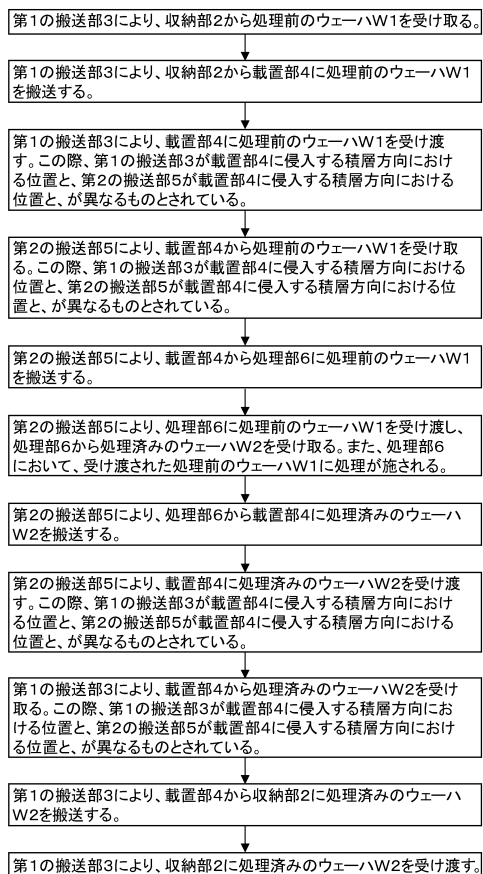 第1の搬送部3により、収納部2から処理前のウェーハW1を受け取る。
第1の搬送部3により、収納部2から載置部4に処理前のウェーハW1
を搬送する。
第1の搬送部3により、載置部4に処理前のウェーハW1を受け渡
す。この際、第1の搬送部3が載置部4に侵入する積層方向におけ
る位置と、第2の搬送部5が載置部4に侵入する積層方向における
位置と、が異なるものとされている。
第2の搬送部5により、載置部4から処理前のウェーハW1を受け取
る。この際、第1の搬送部3が載置部4に侵入する積層方向における
位置と、第2の搬送部5が載置部4に侵入する積層方向における位
置と、が異なるものとされている。
第2の搬送部5により、載置部4から処理部6に処理前のウェーハW1
を搬送する。
第2の搬送部5により、処理部6に処理前のウェーハW1を受け渡し、
処理部6から処理済みのウェーハW2を受け取る。また、処理部6
において、受け渡された処理前のウェーハW1に処理が施される。
第2の搬送部5により、処理部6から載置部4に処理済みのウェーハ
W2を搬送する。
第2の搬送部5により、載置部4に処理済みのウェーハW2を受け渡
す。この際、第1の搬送部3が載置部4に侵入する積層方向におけ
る位置と、第2の搬送部5が載置部4に侵入する積層方向における
位置と、が異なるものとされている。
第1の搬送部3により、載置部4から処理済みのウェーハW2を受け
取る。この際、第1の搬送部3が載置部4に侵入する積層方向にお
ける位置と、第2の搬送部5が載置部4に侵入する積層方向におけ
る位置と、が異なるものとされている。
第1の搬送部3により、載置部4から収納部2に処理済みのウェーハ
W2を搬送する。
第1の搬送部3により、収納部2に処理済みのウェーハW2を受け渡す。